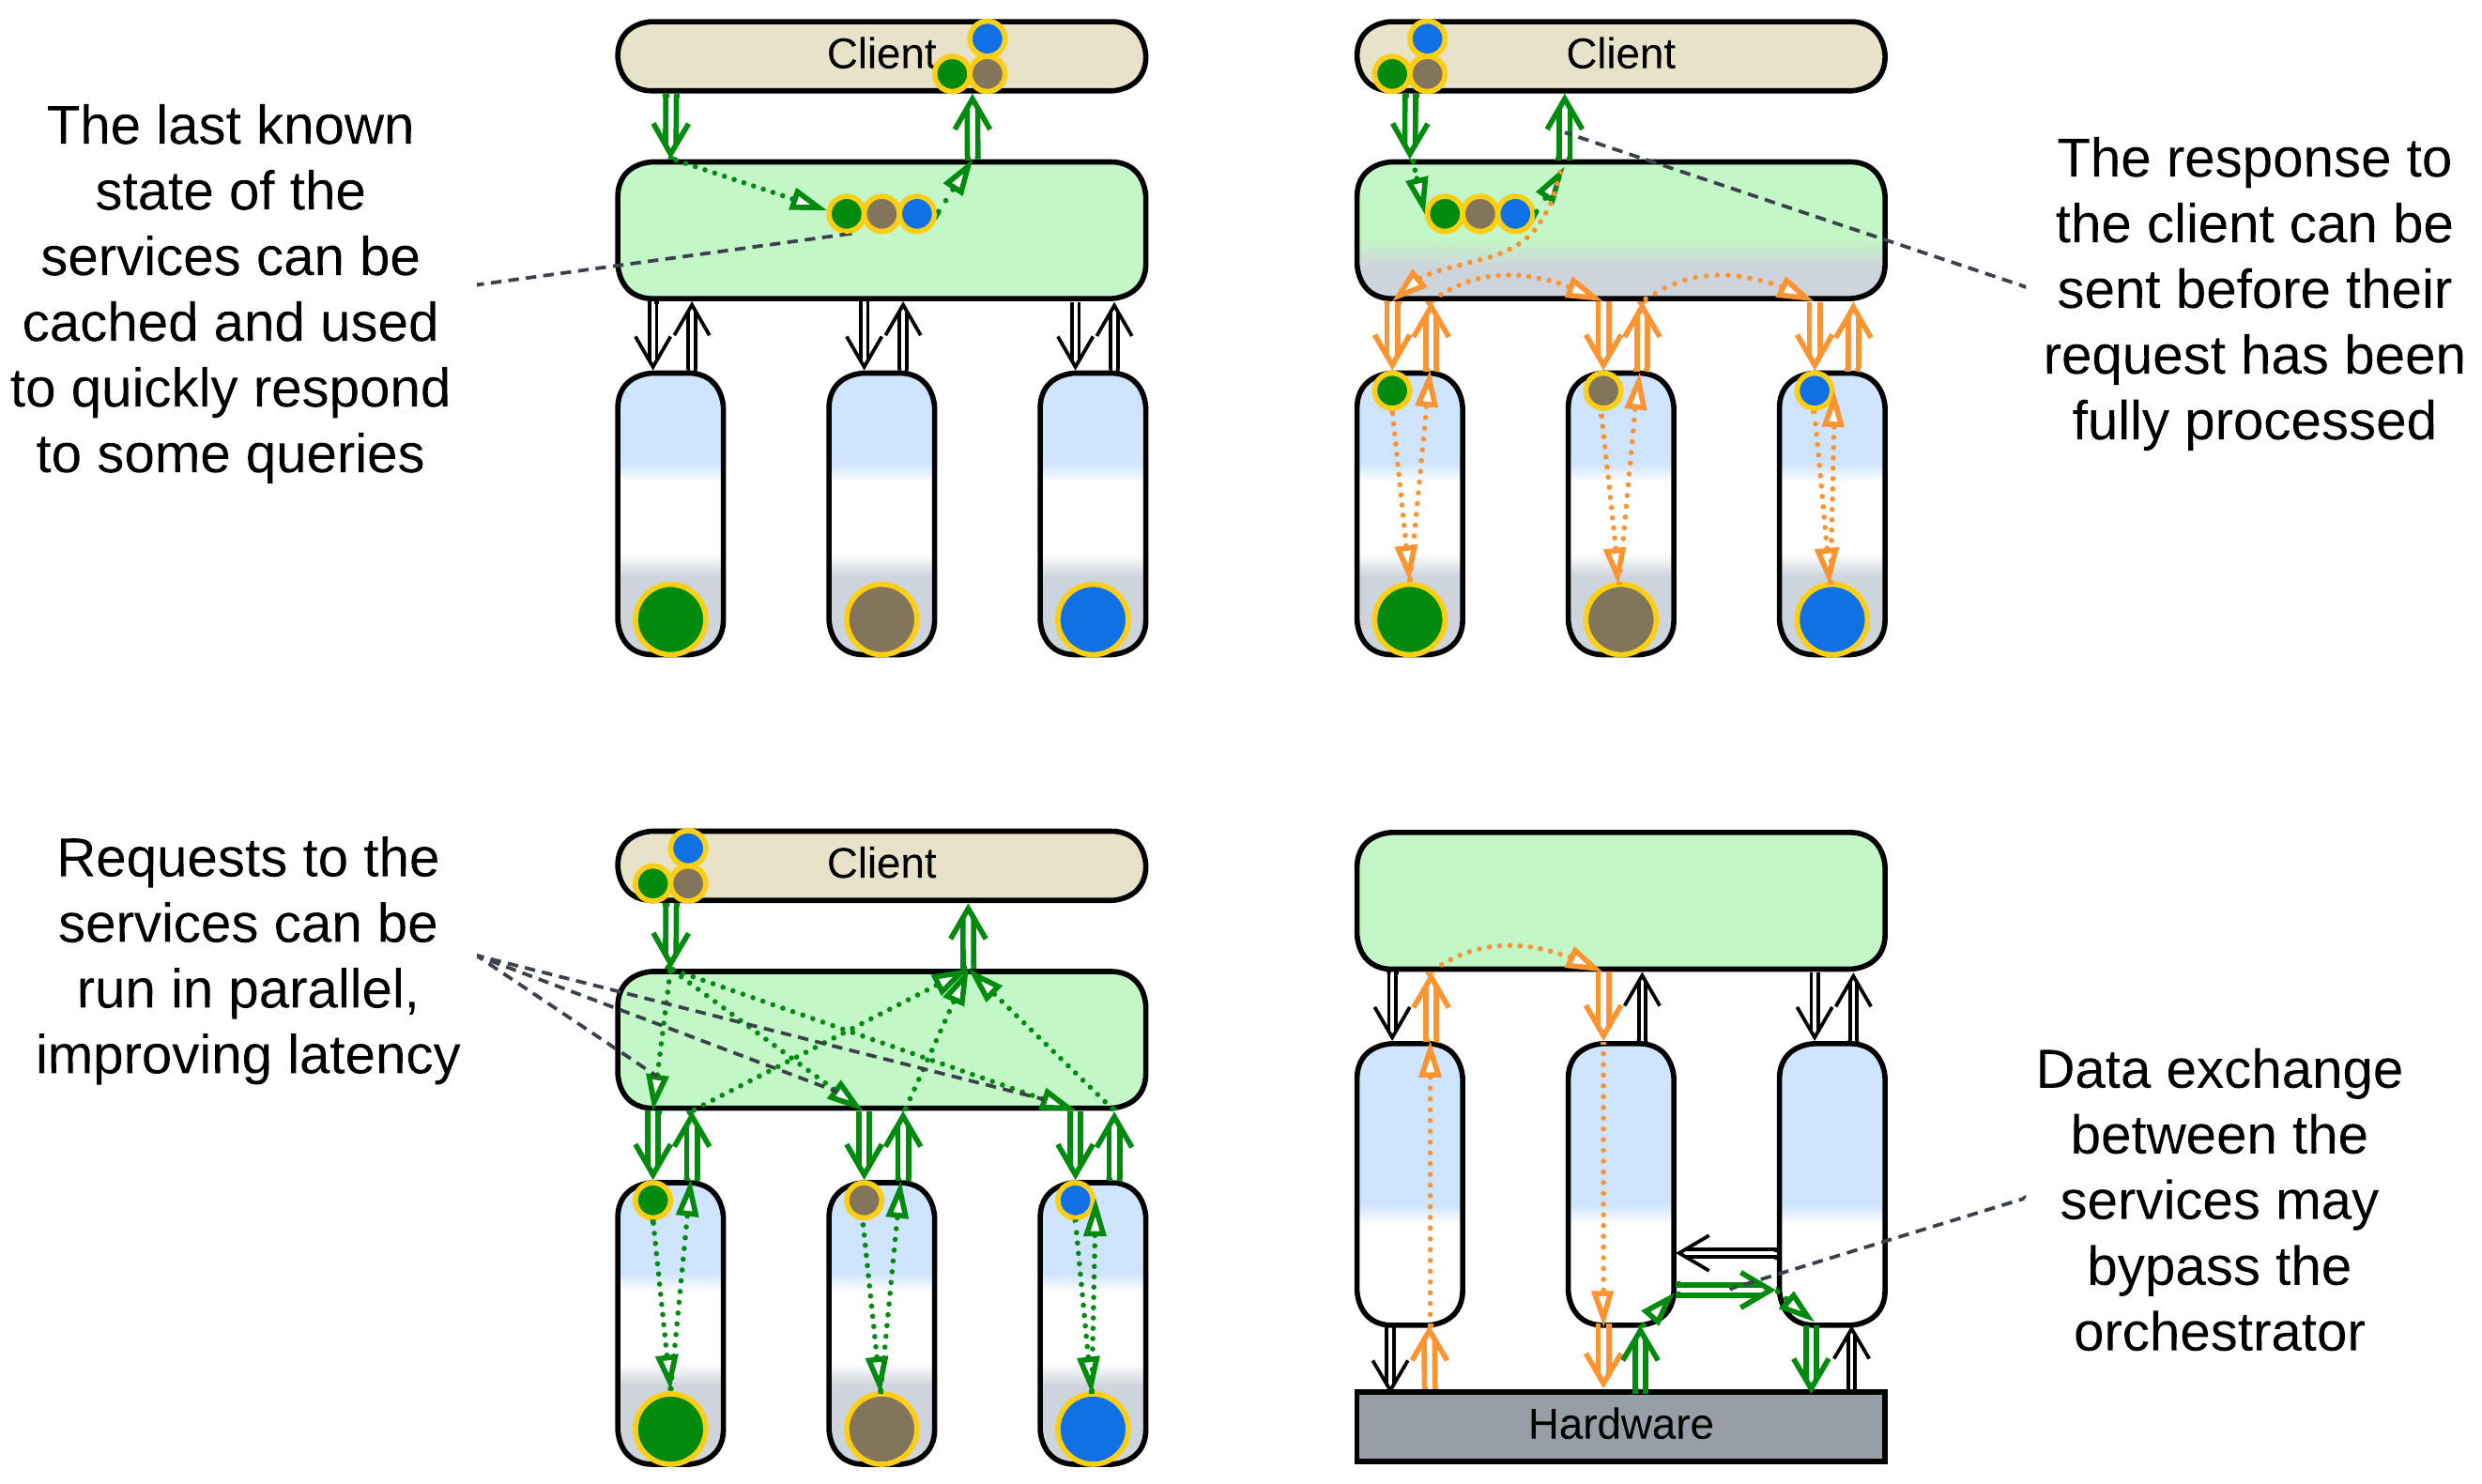 Client
The last known
state of the
services can be
cached and used
to quickly respond
to some queries
Client
The response to
the client can be
sent before their
request has been
fully processed
Requests to the
services can be
run in parallel,
improving latency
Client
Data exchange
between the
services may
bypass the
orchestrator
Hardware